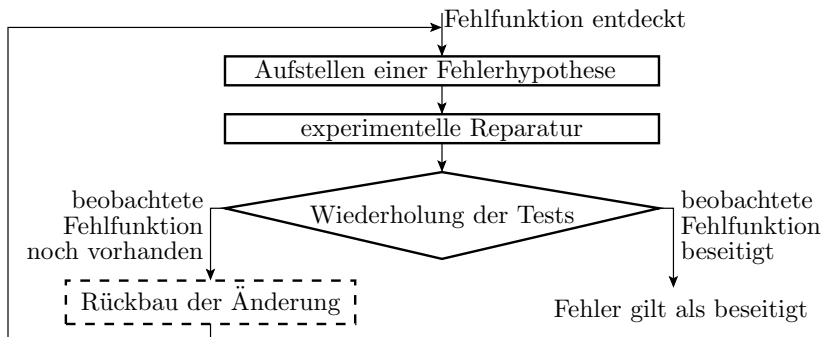 Fehlfunktion entdeckt
Aufstellen einer Fehlerhypothese
experimentelle Reparatur
Wiederholung der Tests
beobachtete
Fehlfunktion
noch vorhanden
beobachtete
Fehlfunktion
beseitigt
Rückbau der Änderung
Fehler gilt als beseitigt